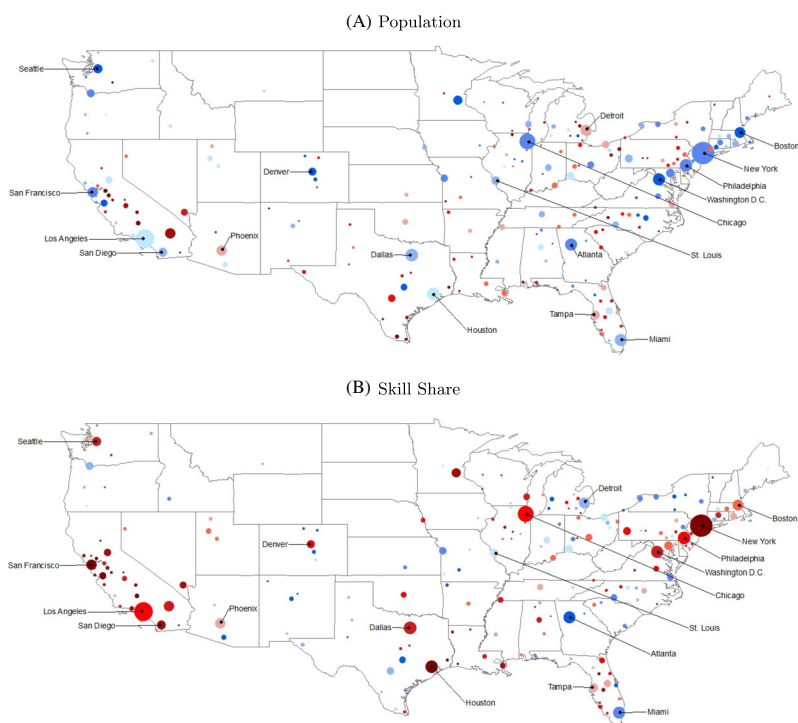 (A) Population
Seattle
Detroit
Boston
New York
Denver
Philadelphia
San Francisco
Washington D.C.
Chicago
Los Angeles
Phoenix
San Diego
Dallas
Atlanta
St. Louis
Tampa
Houston
Miami
(B) Skill Share
Seattle
Detroit
Boston
New York
Denver
Philadelphia
San Francisco
Washington D.C.
Chicago
Los Angeles
Phoenix
San Diego
Dallas
St. Louis
Atlanta
Tampa
Houston
Miami